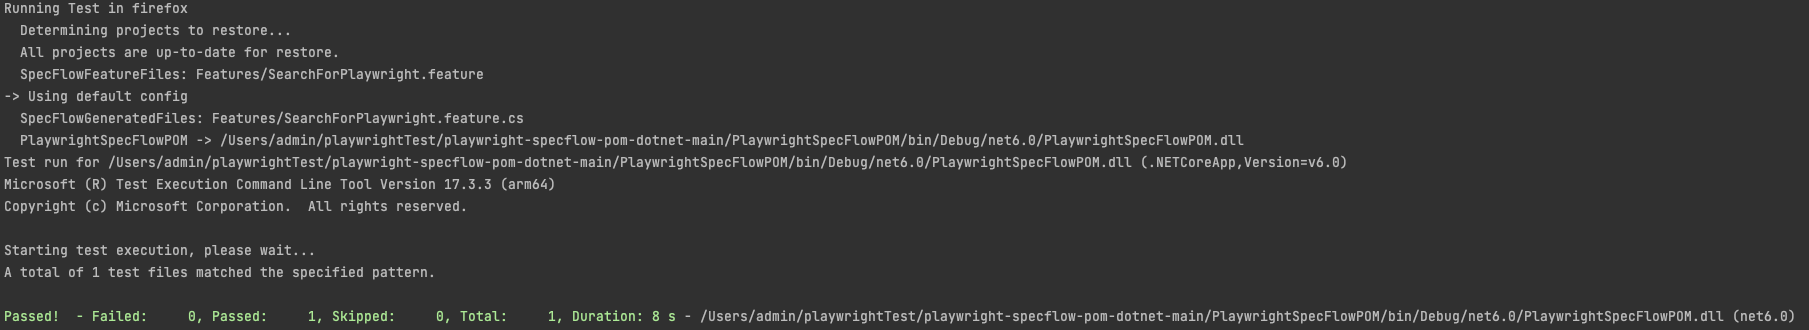 Running Test in firefox
  Determining projects to restore...
  All projects are up-to-date for restore.
  SpecFlowFeatureFiles: Features/SearchForPlaywright.feature
-> Using default config
  SpecFlowGeneratedFiles: Features/SearchForPlaywright.feature.cs
  PlaywrightSpecFlowPOM -> /Users/admin/playwrightTest/playwright-specflow-pom-dotnet-main/PlaywrightSpecFlowPOM/bin/Debug/net6.0/PlaywrightSpecFlowPOM.dll
Test run for /Users/admin/playwrightTest/playwright-specflow-pom-dotnet-main/PlaywrightSpecFlowPOM/bin/Debug/net6.0/PlaywrightSpecFlowPOM.dll (.NETCoreApp,Version=v6.0)
Microsoft (R) Test Execution Command Line Tool Version 17.3.3 (arm64)
Copyright (c) Microsoft Corporation.  All rights reserved.

Starting test execution, please wait...
A total of 1 test files matched the specified pattern.

Passed!  - Failed:     0, Passed:     1, Skipped:     0, Total:     1, Duration: 8 s - /Users/admin/playwrightTest/playwright-specflow-pom-dotnet-main/PlaywrightSpecFlowPOM/bin/Debug/net6.0/PlaywrightSpecFlowPOM.dll (net6.0)